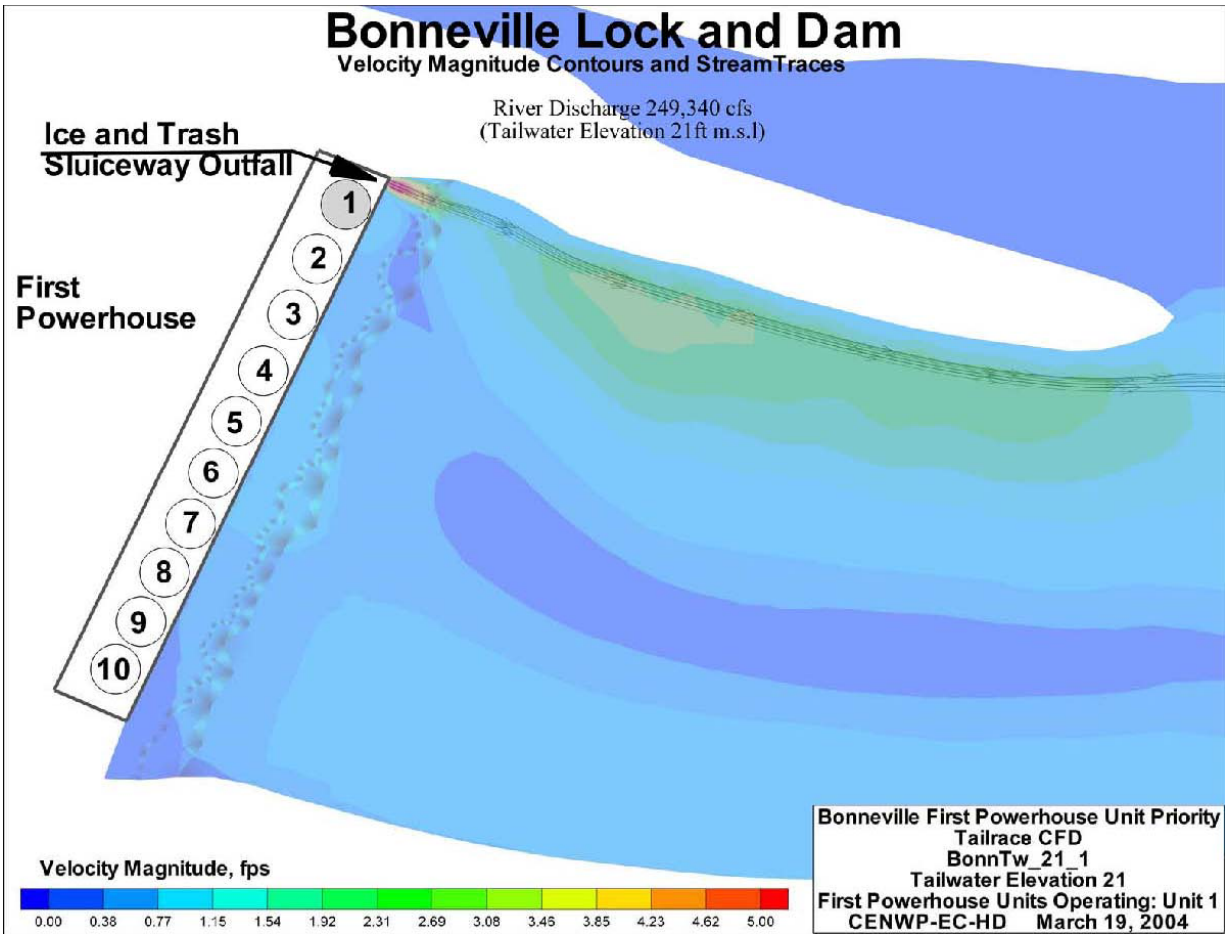 Bonneville Lock and Dam
Velocity Magnitude Contours and StreamTraces
River Discharge 249,340 cfs
(Tailwater Elevation 21ft m.s.l)
Ice and Trash
Sluiceway Outfall
First
Powerhouse
1
2
3
4
5
6
7
8
9
10
Velocity Magnitude, fps
0.00 0.38 0.77 1.15 1.54 1.92 2.31 2.69 3.08 3.45 3.85 4.23 4.62 5.00
Bonneville First Powerhouse Unit Priority
Tailrace CFD
BonnTw_21_1
Tailwater Elevation 21
First Powerhouse Units Operating: Unit 1
CENWP-EC-HD March 19, 2004